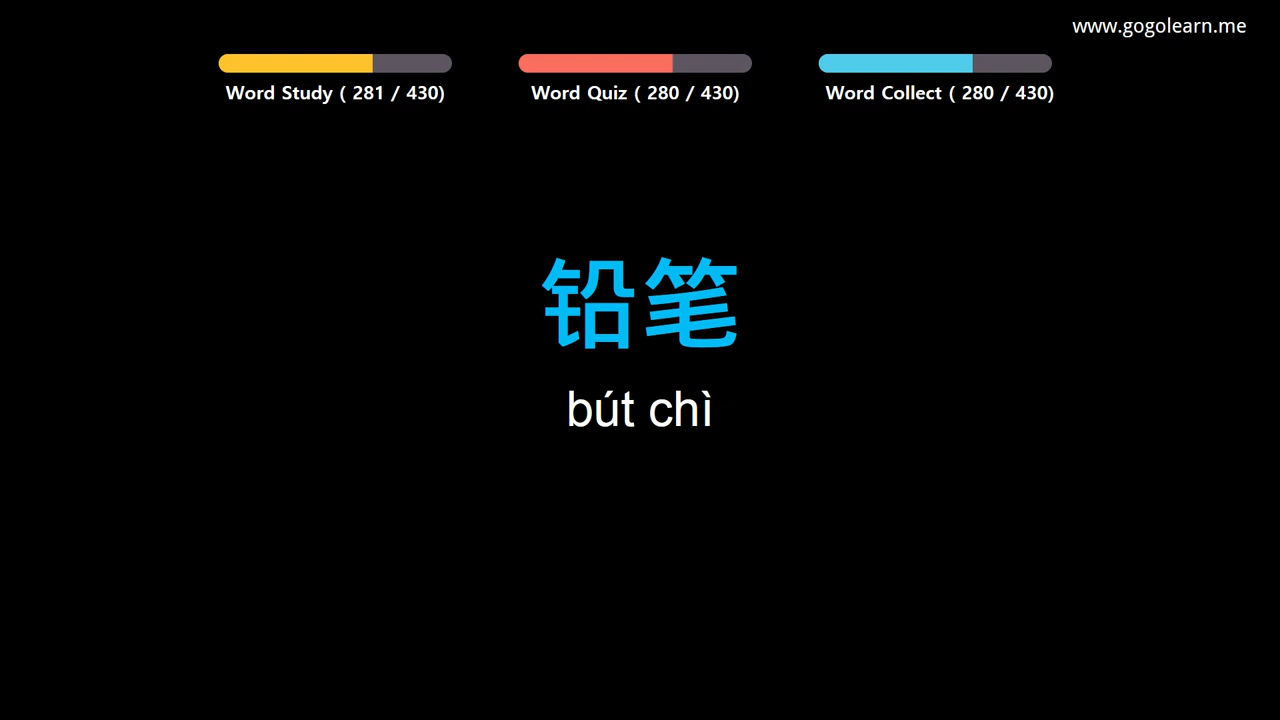 www.gogolearn.me
Word Study ( 281 / 430)
Word Quiz ( 280 / 430)
Word Collect ( 280 / 430)
铅笔
bút chì